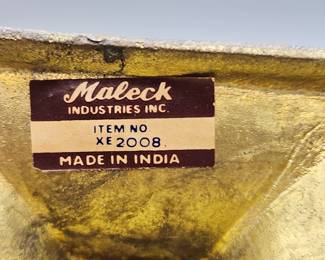 Maleck
INDUSTRIES INC.
ITEM NO
XE 2008.
MADE IN INDIA